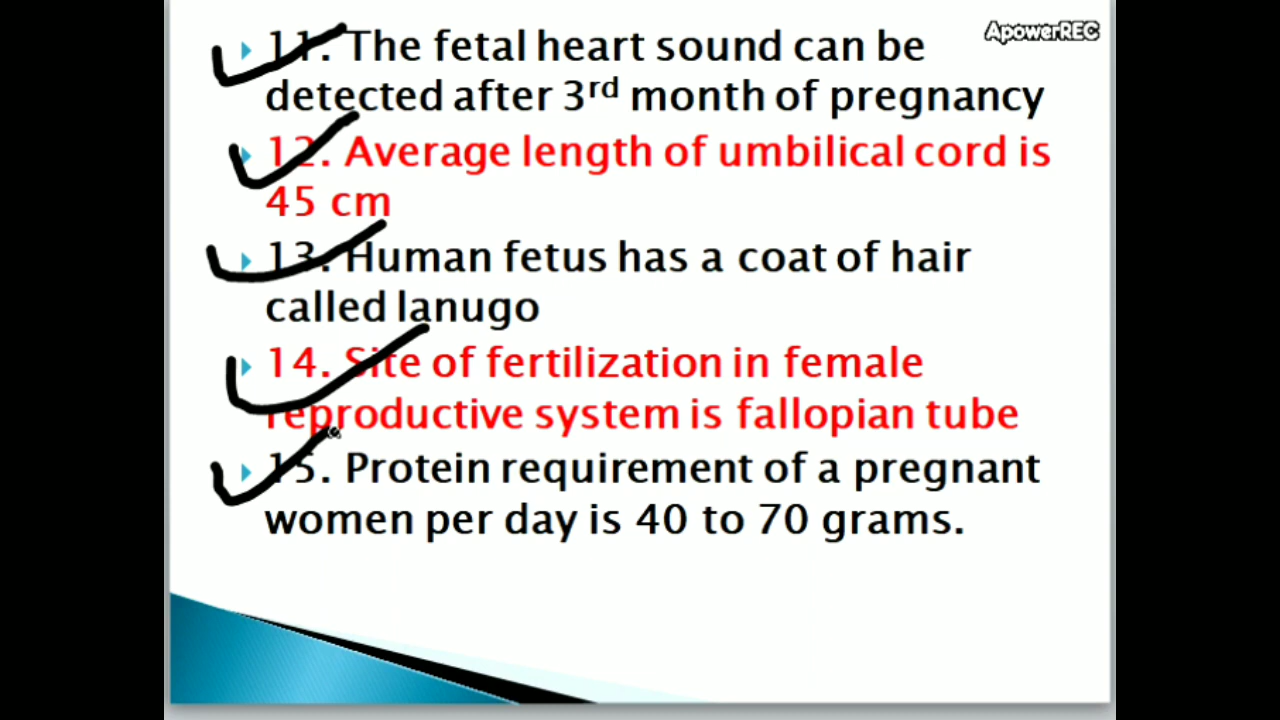 ApowerREC
11. The fetal heart sound can be
detected after 3rd month of pregnancy
12. Average length of umbilical cord is
45 cm
13. Human fetus has a coat of hair
called lanugo
14. Site of fertilization in female
reproductive system is fallopian tube
15. Protein requirement of a pregnant
women per day is 40 to 70 grams.